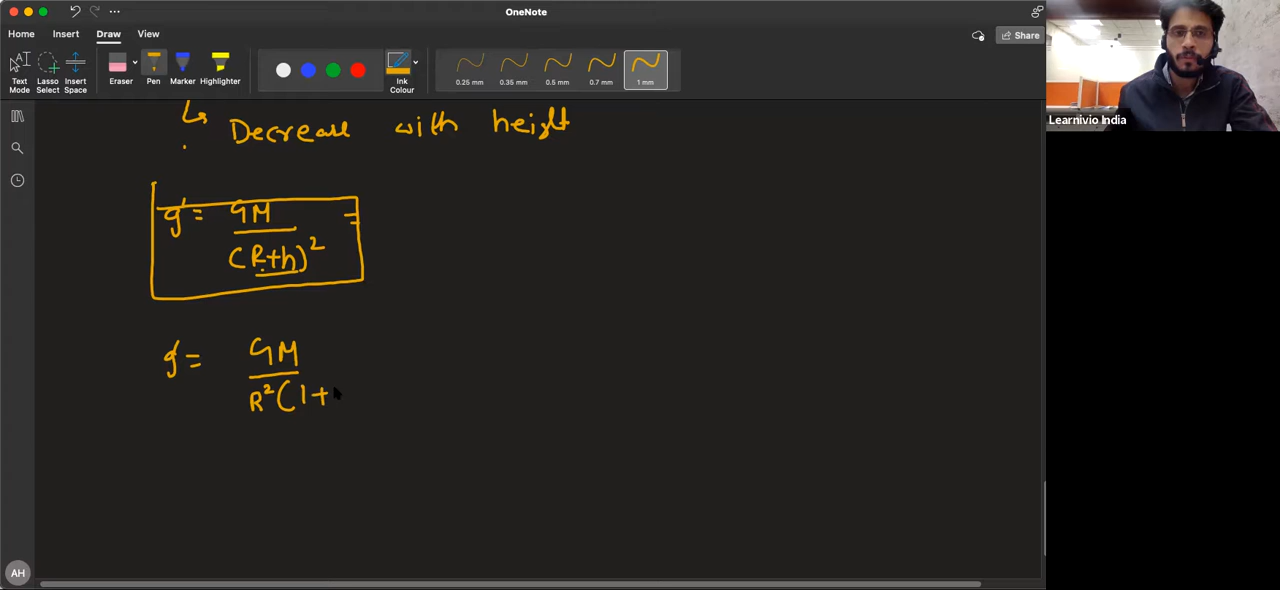 OneNote
Home Insert Draw View
Share
Text Mode Lasso Select Insert Space Eraser Pen Marker Highlighter Ink Colour 0.25 mm 0.35 mm 0.5 mm 0.7 mm 1 mm
Learnivio India
↳ Decrease with height
g' = GM / (R+h)² =
g' = GM / R²(1+
AH